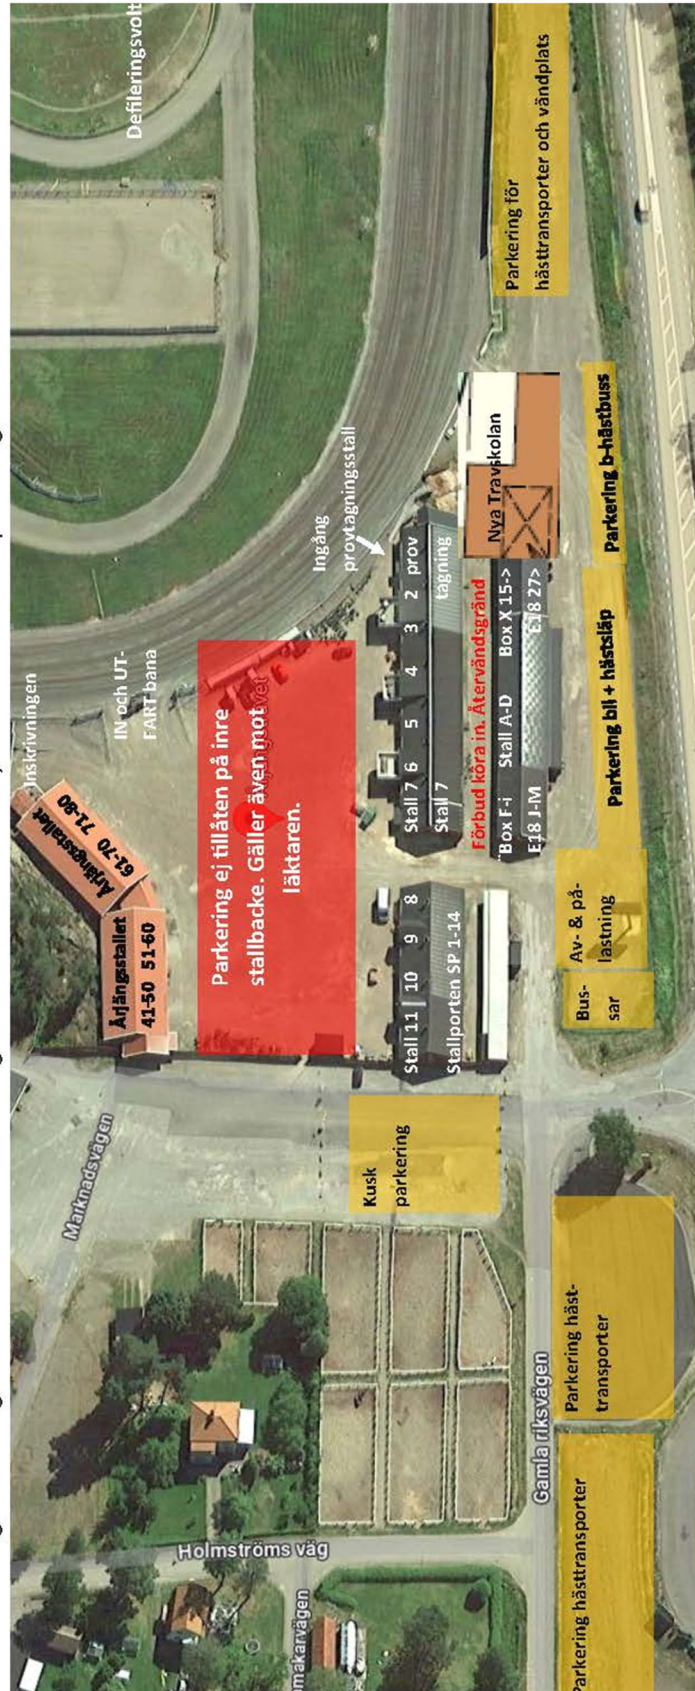 Defileringsvolt
Parkering för
hästtransporter och vändplats
Inskrivningen
IN och UT-
FART bana
Ingång
provtagningsstall
Årjängsstallet
61-70 71-80
Årjängsstallet
41-50 51-60
Parkering ej tillåten på inre
stallbacke. Gäller även mot
läktaren.
Stall 7 6 5 4 3 2 prov
Stall 7 tagning
Nya Travskolan
Förbud köra in. Återvändsgränd
Box F-i Stall A-D Box X 15->
E18 J-M E18 27>
Parkering b-hästbuss
Parkering bil + hästsläp
Stall 11 10 9 8
Stallporten SP 1-14
Av- & på-
lastning
Bus-
sar
Marknadsvägen
Kusk
parkering
Parkering häst-
transporter
Gamla riksvägen
Holmströms väg
Parkering hästtransporter
omakarvägen